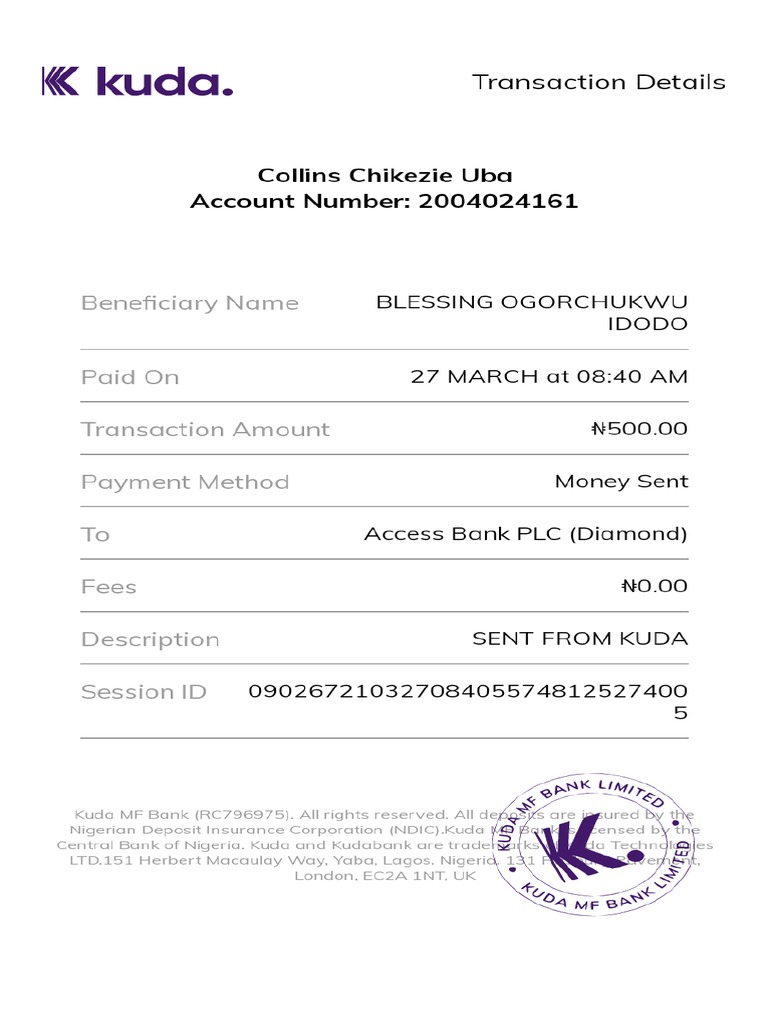 kuda.
Transaction Details
Collins Chikezie Uba
Account Number: 2004024161
Beneficiary Name
BLESSING OGORCHUKWU
IDODO
Paid On
27 MARCH at 08:40 AM
Transaction Amount
₦500.00
Payment Method
Money Sent
To
Access Bank PLC (Diamond)
Fees
₦0.00
Description
SENT FROM KUDA
Session ID
09026721032708405574812527400
5
Kuda MF Bank (RC796975). All rights reserved. All deposits are insured by the
Nigerian Deposit Insurance Corporation (NDIC).Kuda MF Bank is licensed by the
Central Bank of Nigeria. Kuda and Kudabank are trademarks of Kuda Technologies
LTD.151 Herbert Macaulay Way, Yaba, Lagos. Nigeria, 131 Pavement,
London, EC2A 1NT, UK
KUDA MF BANK LIMITED
KUDA MF BANK LIMITED